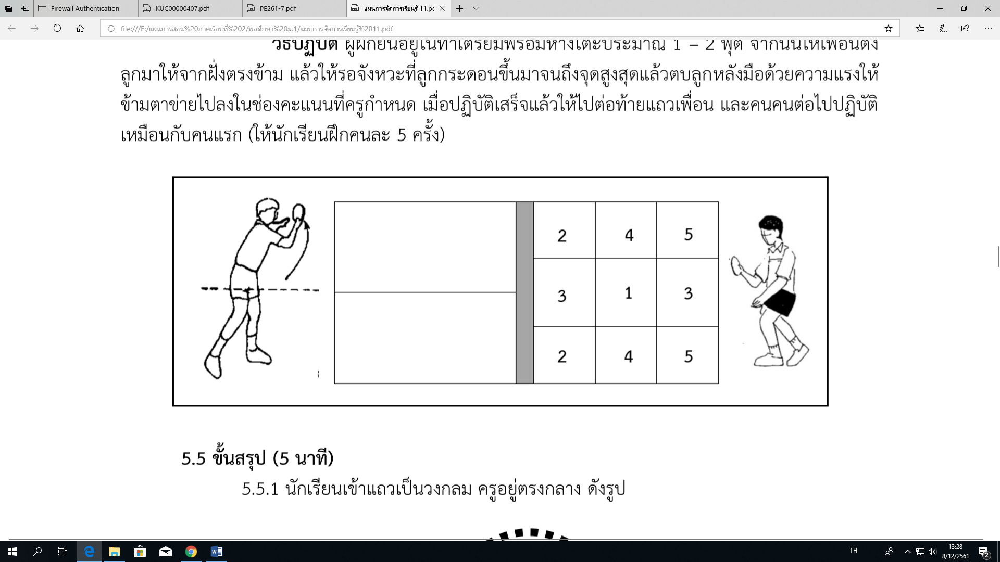 Firewall Authentication
KUC00000407.pdf
PE261-7.pdf
แผนการจัดการเรียนรู้ 11.pc
file:///E:/แผนการสอน%20ภาคเรียนที่%202/พลศึกษา%20ม.1/แผนการจัดการเรียนรู้%2011.pdf
วิธีปฏิบัติ ผู้ฝึกยืนอยู่ในท่าเตรียมพร้อมห่างโต๊ะประมาณ 1 – 2 ฟุต จากนั้นให้เพื่อนตั้ง
ลูกมาให้จากฝั่งตรงข้าม แล้วให้รอจังหวะที่ลูกกระดอนขึ้นมาจนถึงจุดสูงสุดแล้วตบลูกหลังมือด้วยความแรงให้
ข้ามตาข่ายไปลงในช่องคะแนนที่ครูกำหนด เมื่อปฏิบัติเสร็จแล้วให้ไปต่อท้ายแถวเพื่อน และคนคนต่อไปปฏิบัติ
เหมือนกับคนแรก (ให้นักเรียนฝึกคนละ 5 ครั้ง)
2 4 5
3 1 3
2 4 5
5.5 ขั้นสรุป (5 นาที)
5.5.1 นักเรียนเข้าแถวเป็นวงกลม ครูอยู่ตรงกลาง ดังรูป
TH
13:28
8/12/2561
2